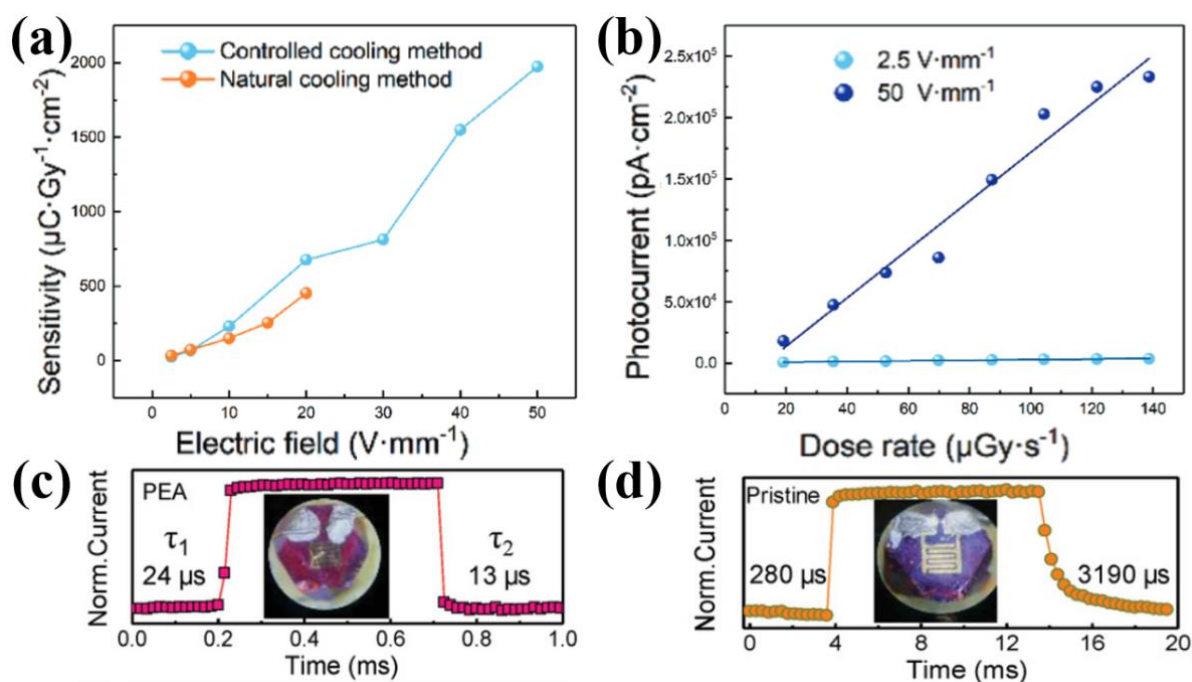 (a)
Controlled cooling method
Natural cooling method
Sensitivity (μC·Gy⁻¹·cm⁻²)
2000
1500
1000
500
0
0 10 20 30 40 50
Electric field (V·mm⁻¹)
(b)
2.5 V·mm⁻¹
50 V·mm⁻¹
Photocurrent (pA·cm⁻²)
2.5x10⁵
2.0x10⁵
1.5x10⁵
1.0x10⁵
5.0x10⁴
0.0
0 20 40 60 80 100 120 140
Dose rate (μGy·s⁻¹)
(c)
Norm.Current
PEA
τ₁
24 μs
τ₂
13 μs
0.0 0.2 0.4 0.6 0.8 1.0
Time (ms)
(d)
Norm.Current
Pristine
280 μs
3190 μs
0 4 8 12 16 20
Time (ms)